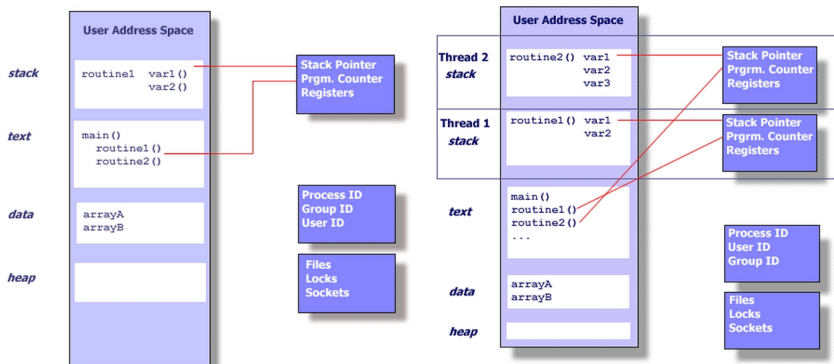 User Address Space
stack
routine1 var1()
var2()
Stack Pointer
Prgrm. Counter
Registers
text
main()
routine1()
routine2()
data
arrayA
arrayB
Process ID
Group ID
User ID
heap
Files
Locks
Sockets
User Address Space
Thread 2
stack
routine2() var1
var2
var3
Stack Pointer
Prgrm. Counter
Registers
Thread 1
stack
routine1() var1
var2
Stack Pointer
Prgrm. Counter
Registers
text
main()
routine1()
routine2()
...
Process ID
User ID
Group ID
data
arrayA
arrayB
Files
Locks
Sockets
heap